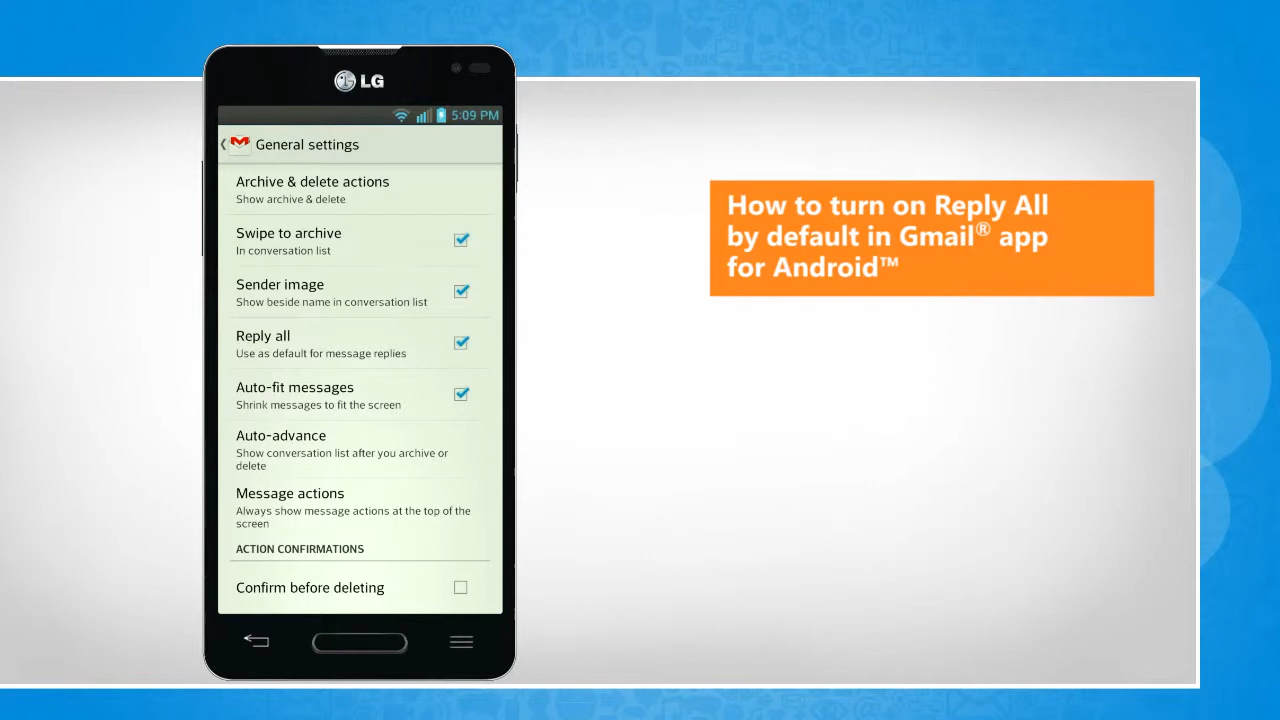 LG
5:09 PM
General settings
Archive & delete actions
Show archive & delete
Swipe to archive
In conversation list
Sender image
Show beside name in conversation list
Reply all
Use as default for message replies
Auto-fit messages
Shrink messages to fit the screen
Auto-advance
Show conversation list after you archive or
delete
Message actions
Always show message actions at the top of the
screen
ACTION CONFIRMATIONS
Confirm before deleting
How to turn on Reply All
by default in Gmail® app
for Android™
SMS
SMS